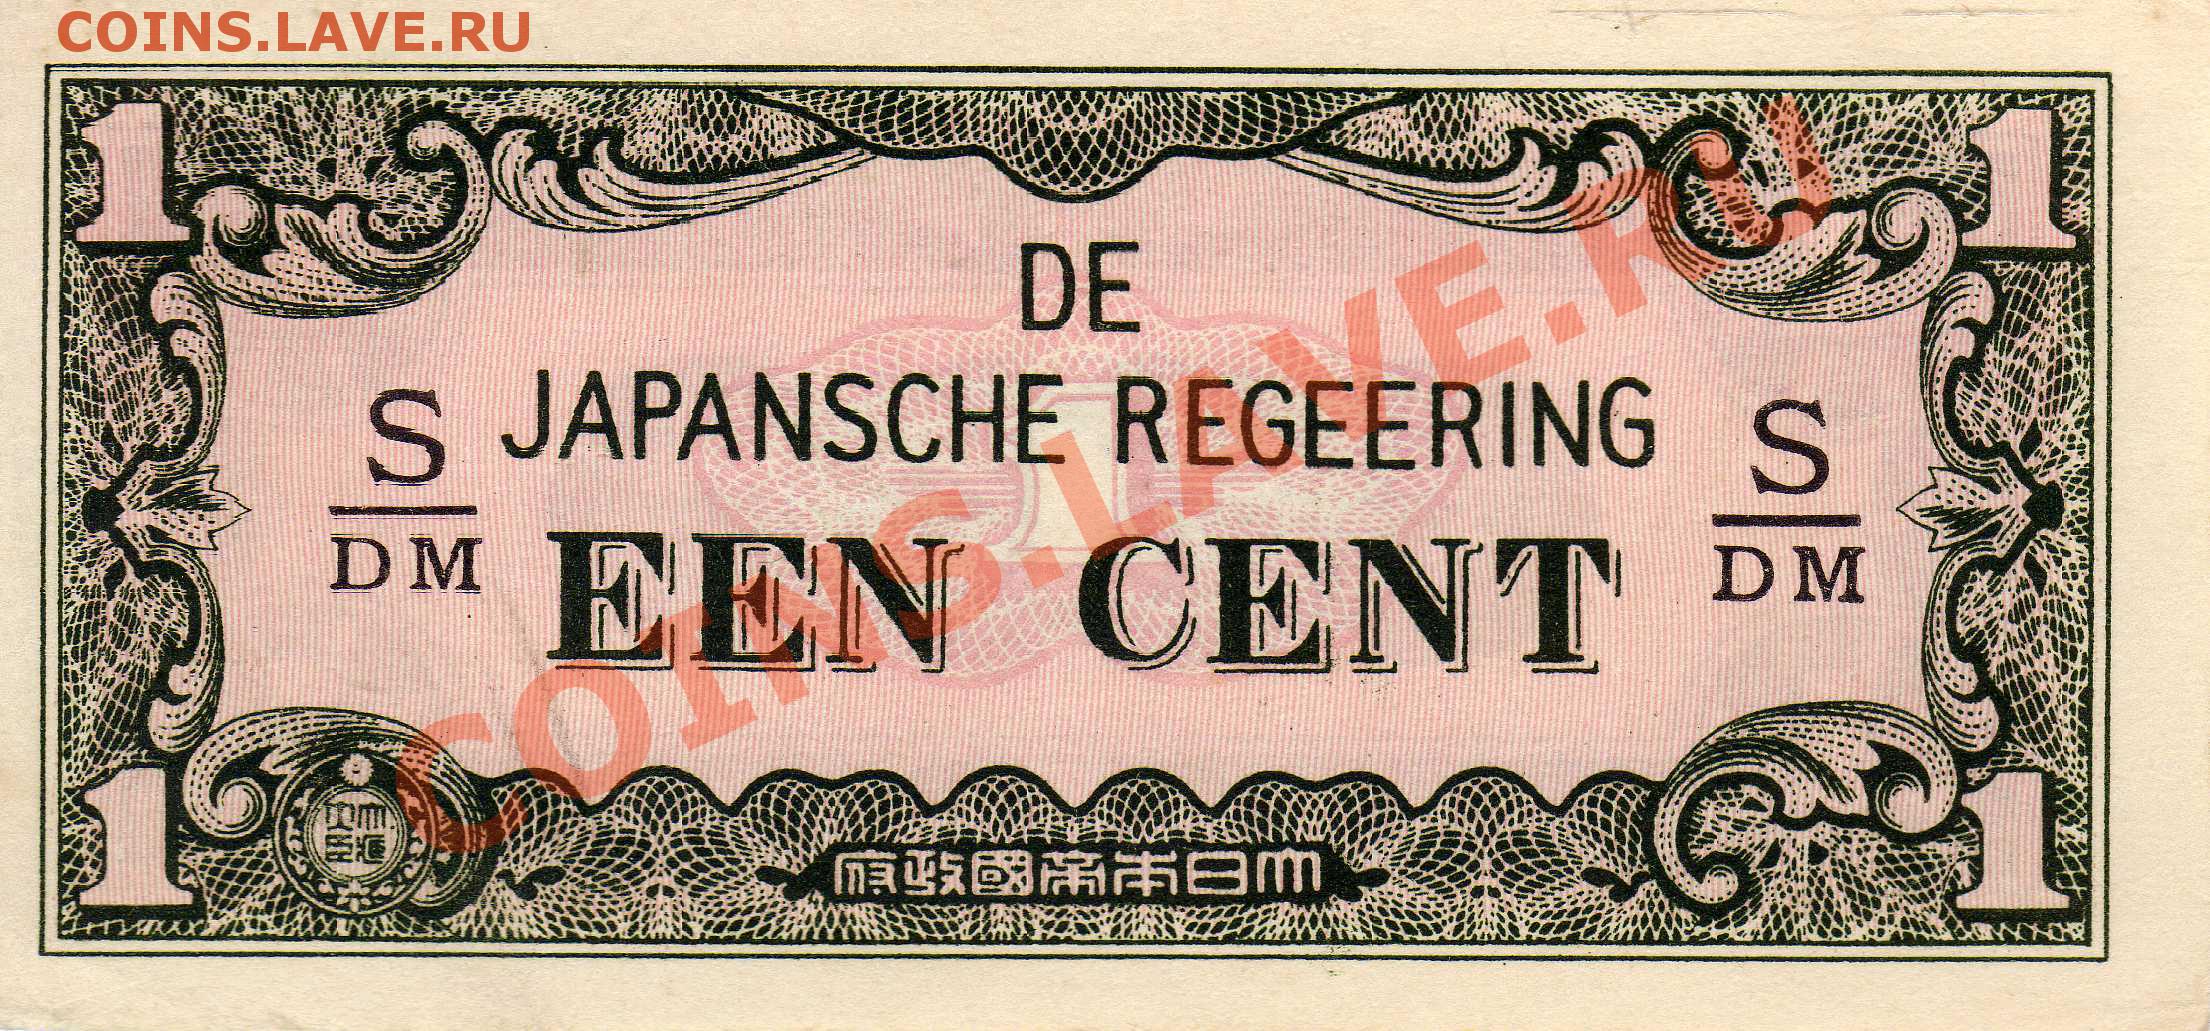 COINS.LAVE.RU
1 1
DE
JAPANSCHE REGEERING
S S
DM DM
EEN CENT
COINS.LAVE.RU
1 1
府政國帝本日大